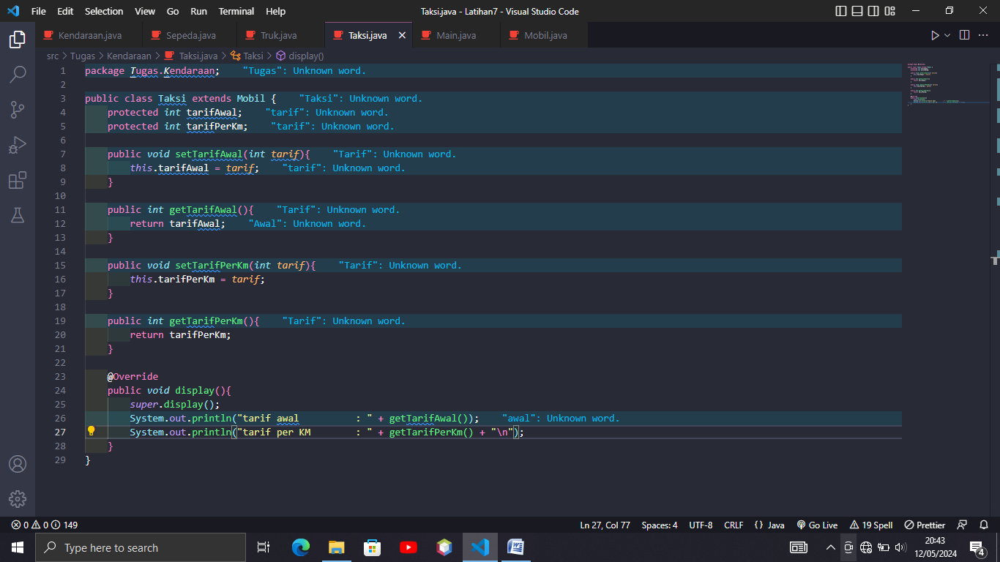 File Edit Selection View Go Run Terminal Help Taksi.java - Latihan7 - Visual Studio Code
Kendaraan.java Sepeda.java Truk.java Taksi.java Main.java Mobil.java
src > Tugas > Kendaraan > Taksi.java > Taksi > display()
1 package Tugas.Kendaraan; "Tugas": Unknown word.
2
3 public class Taksi extends Mobil { "Taksi": Unknown word.
4 protected int tarifAwal; "tarif": Unknown word.
5 protected int tarifPerKm; "tarif": Unknown word.
6
7 public void setTarifAwal(int tarif){ "Tarif": Unknown word.
8 this.tarifAwal = tarif; "tarif": Unknown word.
9 }
10
11 public int getTarifAwal(){ "Tarif": Unknown word.
12 return tarifAwal; "Awal": Unknown word.
13 }
14
15 public void setTarifPerKm(int tarif){ "Tarif": Unknown word.
16 this.tarifPerKm = tarif;
17 }
18
19 public int getTarifPerKm(){ "Tarif": Unknown word.
20 return tarifPerKm;
21 }
22
23 @Override
24 public void display(){
25 super.display();
26 System.out.println("tarif awal          : " + getTarifAwal()); "awal": Unknown word.
27 System.out.println("tarif per KM        : " + getTarifPerKm() + "\n");
28 }
29 }
0 0 149 Ln 27, Col 77 Spaces: 4 UTF-8 CRLF {} Java Go Live 19 Spell Prettier
Type here to search 20:43
12/05/2024 4